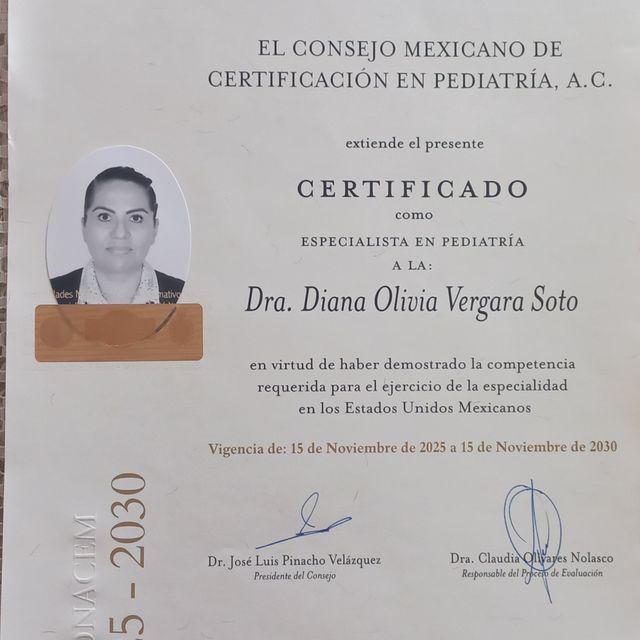 EL CONSEJO MEXICANO DE
CERTIFICACIÓN EN PEDIATRÍA, A.C.
extiende el presente
CERTIFICADO
como
ESPECIALISTA EN PEDIATRÍA
A LA:
Dra. Diana Olivia Vergara Soto
en virtud de haber demostrado la competencia
requerida para el ejercicio de la especialidad
en los Estados Unidos Mexicanos
Vigencia de: 15 de Noviembre de 2025 a 15 de Noviembre de 2030
Dr. José Luis Pinacho Velázquez
Presidente del Consejo
Dra. Claudia Olivares Nolasco
Responsable del Proceso de Evaluación
5 - 2030